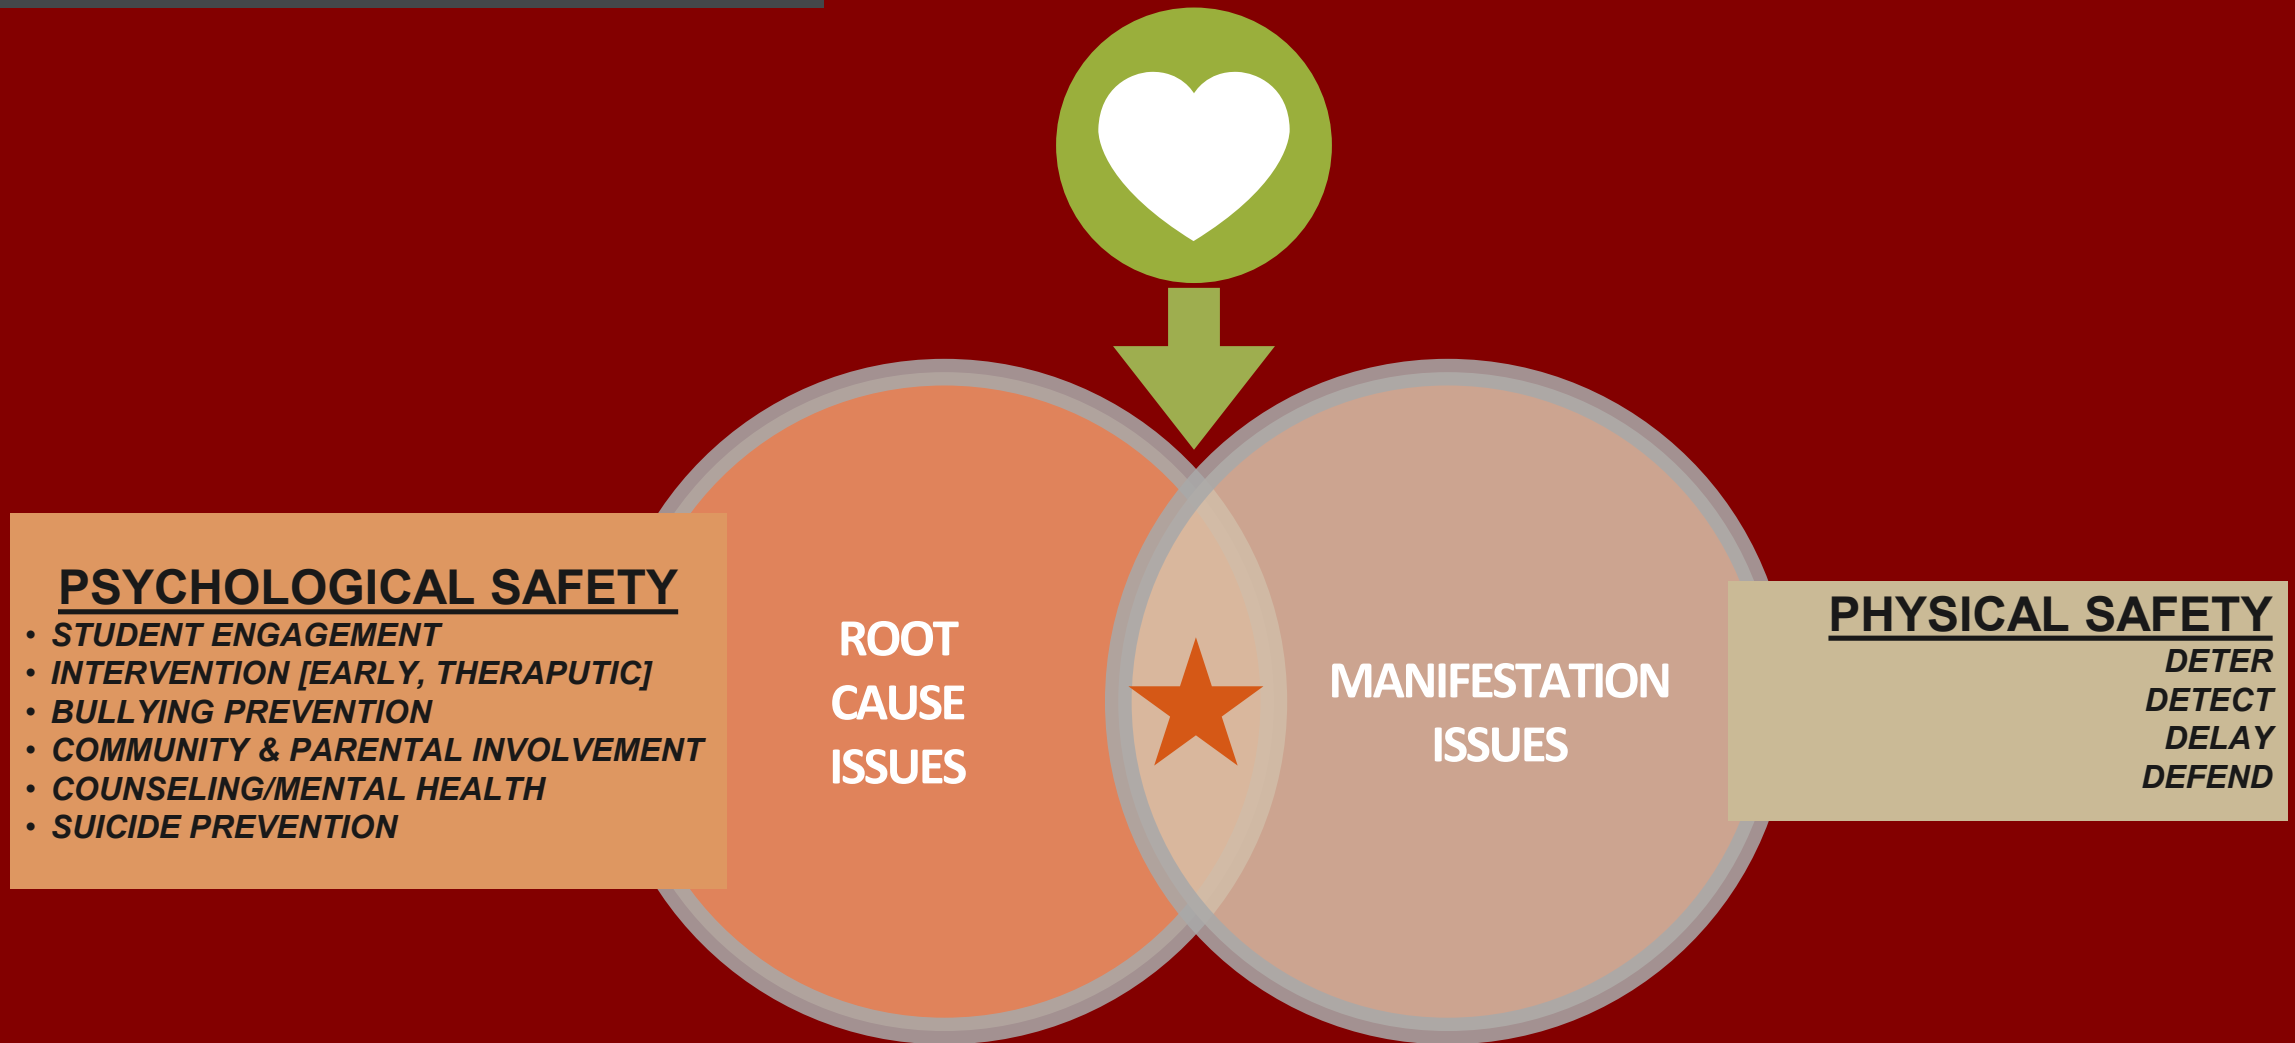 PSYCHOLOGICAL SAFETY
• STUDENT ENGAGEMENT
• INTERVENTION [EARLY, THERAPUTIC]
• BULLYING PREVENTION
• COMMUNITY & PARENTAL INVOLVEMENT
• COUNSELING/MENTAL HEALTH
• SUICIDE PREVENTION
ROOT
CAUSE
ISSUES
MANIFESTATION
ISSUES
PHYSICAL SAFETY
DETER
DETECT
DELAY
DEFEND